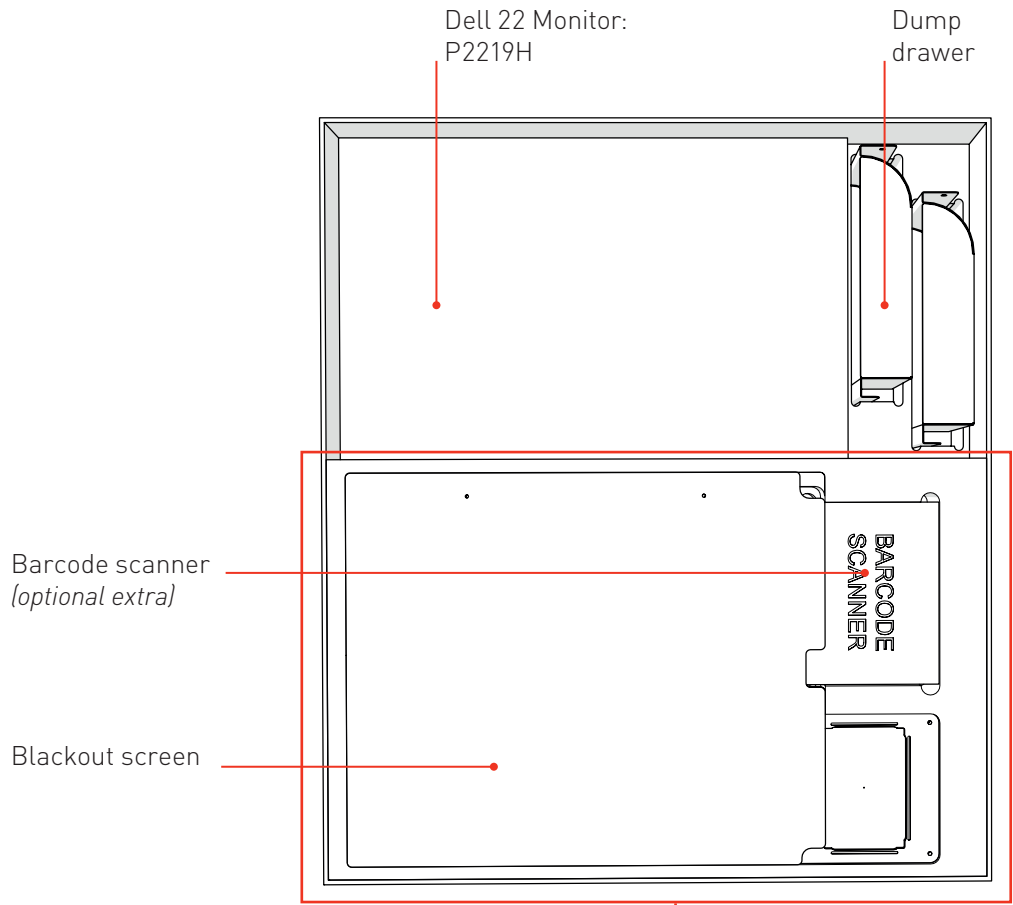 Dell 22 Monitor:
P2219H
Dump
drawer
Barcode scanner
(optional extra)
BARCODE
SCANNER
Blackout screen